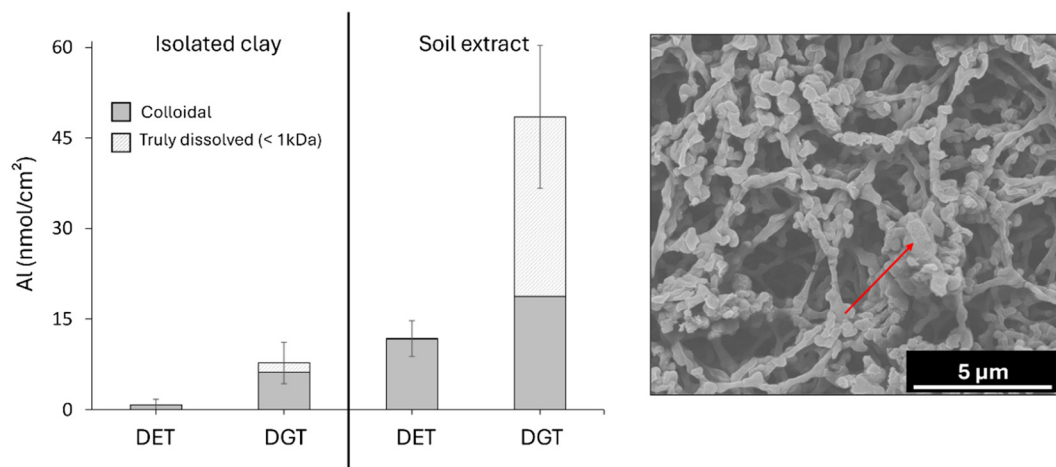 Isolated clay
Soil extract
60
45
30
15
0
Al (nmol/cm²)
Colloidal
Truly dissolved (< 1kDa)
DET
DGT
DET
DGT
5 µm